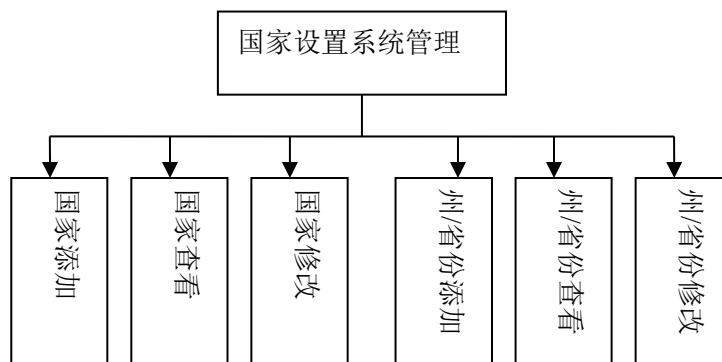 国家设置系统管理
国家添加
国家查看
国家修改
州/省份添加
州/省份查看
州/省份修改